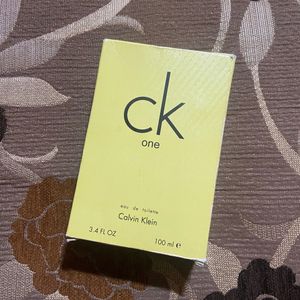 ck
one
eau de toilette
Calvin Klein
3.4 FL OZ 100 ml ℮